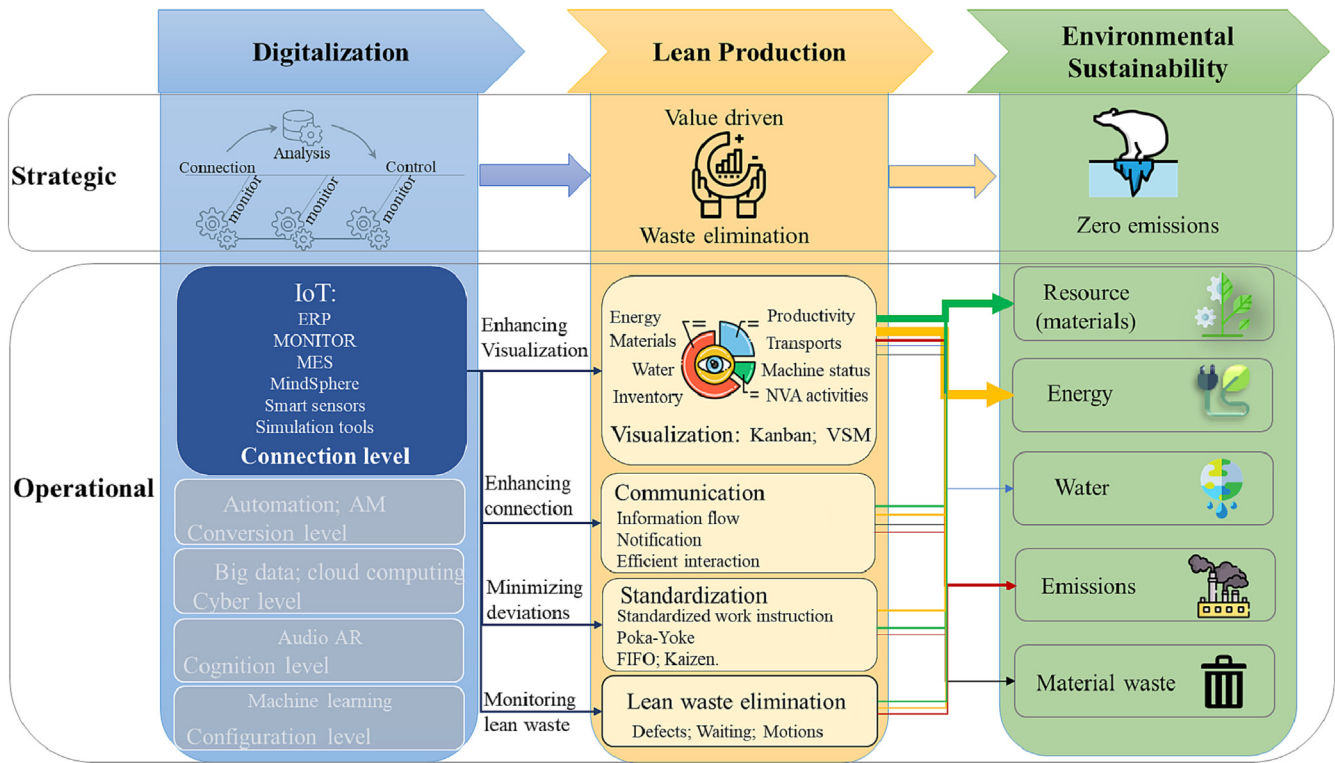 Digitalization
Lean Production
Environmental
Sustainability
Strategic
Analysis
Connection
Control
monitor
monitor
monitor
Value driven
Waste elimination
Zero emissions
Operational
IoT:
ERP
MONITOR
MES
MindSphere
Smart sensors
Simulation tools
Connection level
Automation; AM
Conversion level
Big data; cloud computing
Cyber level
Audio AR
Cognition level
Machine learning
Configuration level
Enhancing
Visualization
Enhancing
connection
Minimizing
deviations
Monitoring
lean waste
Energy
Materials
Water
Inventory
Productivity
Transports
Machine status
NVA activities
Visualization: Kanban; VSM
Communication
Information flow
Notification
Efficient interaction
Standardization
Standardized work instruction
Poka-Yoke
FIFO; Kaizen.
Lean waste elimination
Defects; Waiting; Motions
Resource
(materials)
Energy
Water
Emissions
Material waste